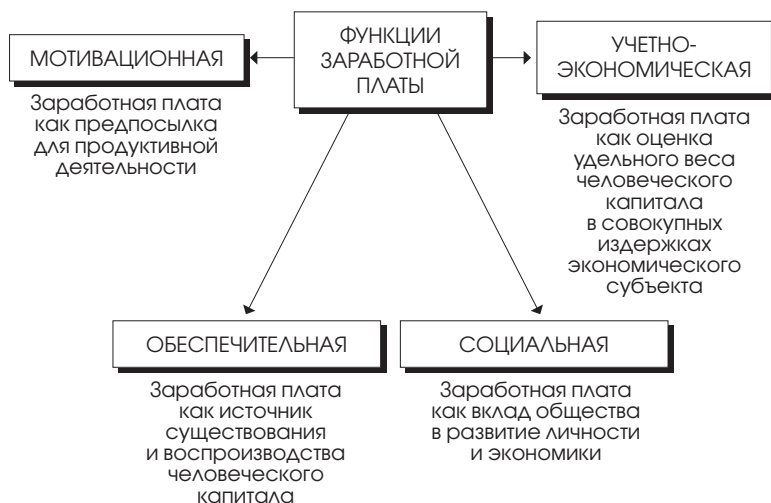 ФУНКЦИИ
ЗАРАБОТНОЙ
ПЛАТЫ
МОТИВАЦИОННАЯ
Заработная плата
как предпосылка
для продуктивной
деятельности
УЧЕТНО-
ЭКОНОМИЧЕСКАЯ
Заработная плата
как оценка
удельного веса
человеческого
капитала
в совокупных
издержках
экономического
субъекта
ОБЕСПЕЧИТЕЛЬНАЯ
Заработная плата
как источник
существования
и воспроизводства
человеческого
капитала
СОЦИАЛЬНАЯ
Заработная плата
как вклад общества
в развитие личности
и экономики